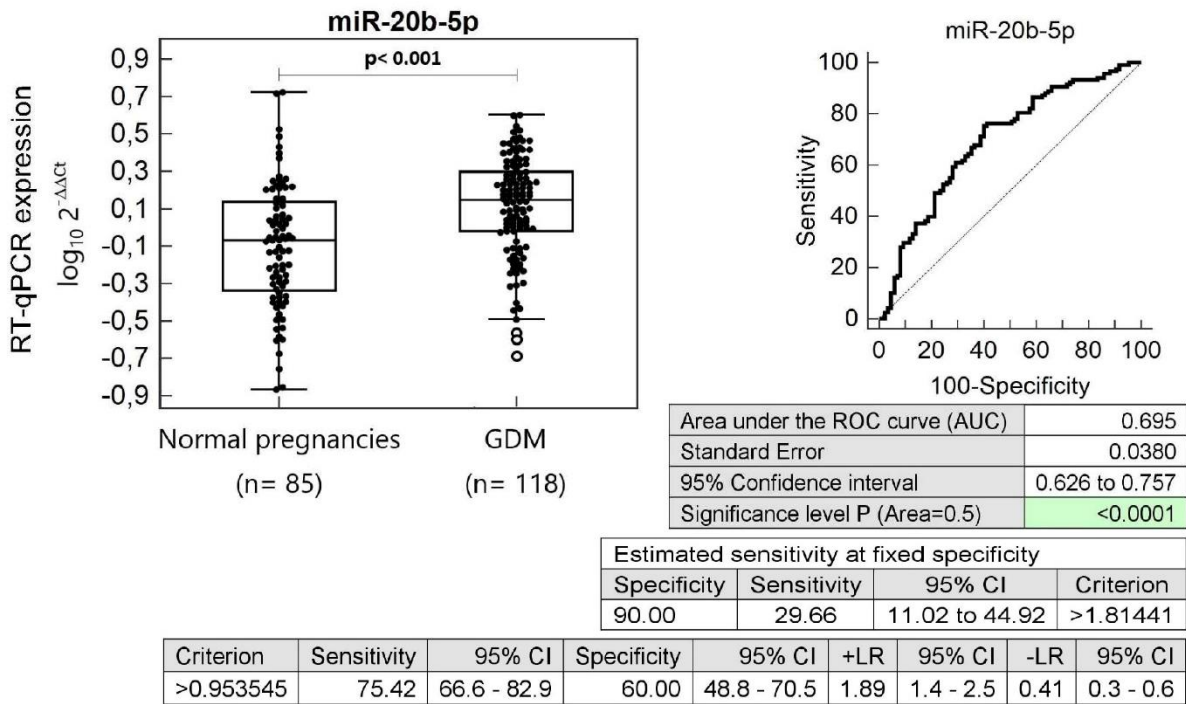 miR-20b-5p
p< 0.001
RT-qPCR expression
log₁₀ 2^-ΔΔCt
0,9
0,7
0,5
0,3
0,1
-0,1
-0,3
-0,5
-0,7
-0,9
Normal pregnancies
(n= 85)
GDM
(n= 118)
miR-20b-5p
Sensitivity
100
80
60
40
20
0
0 20 40 60 80 100
100-Specificity
Area under the ROC curve (AUC) 0.695
Standard Error 0.0380
95% Confidence interval 0.626 to 0.757
Significance level P (Area=0.5) <0.0001
Estimated sensitivity at fixed specificity
Specificity Sensitivity 95% CI Criterion
90.00 29.66 11.02 to 44.92 >1.81441
Criterion Sensitivity 95% CI Specificity 95% CI +LR 95% CI -LR 95% CI
>0.953545 75.42 66.6 - 82.9 60.00 48.8 - 70.5 1.89 1.4 - 2.5 0.41 0.3 - 0.6